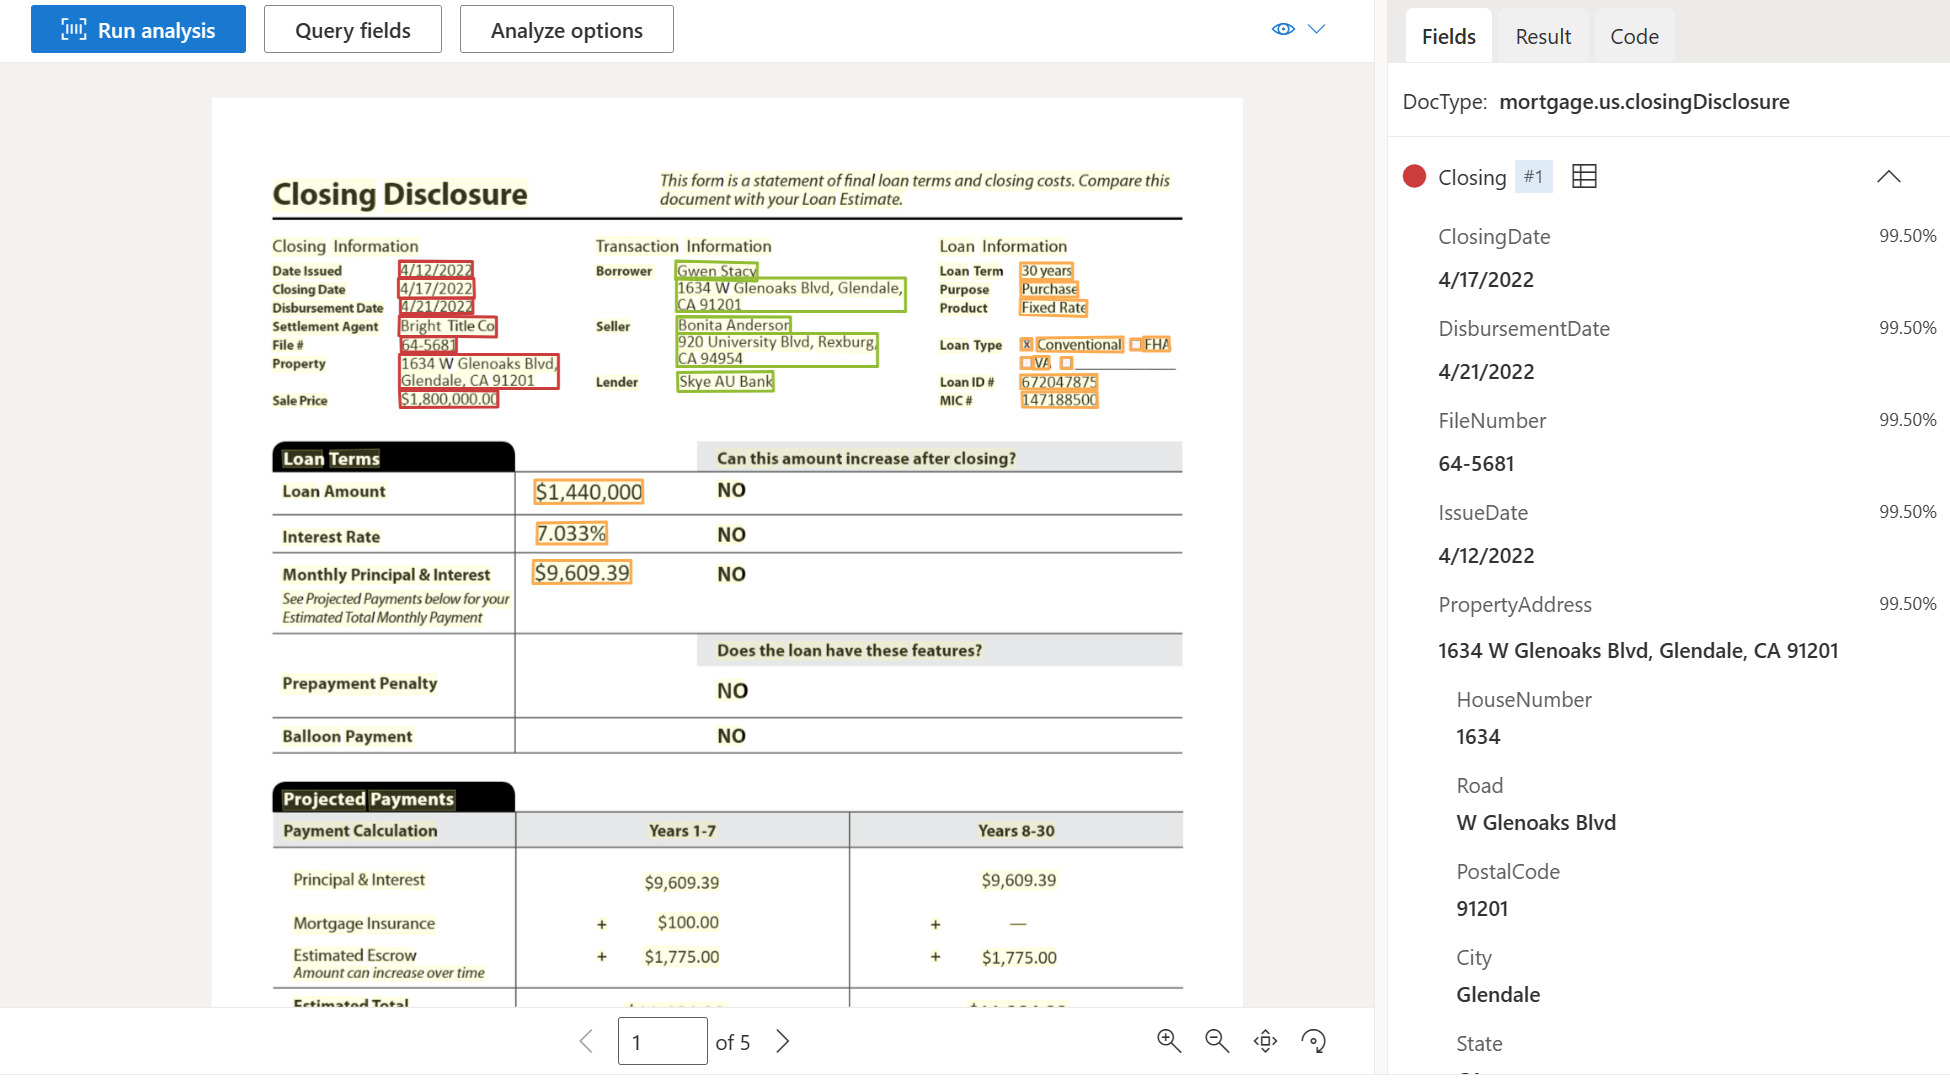 Run analysis
Query fields
Analyze options
Fields
Result
Code
DocType: mortgage.us.closingDisclosure
Closing Disclosure
This form is a statement of final loan terms and closing costs. Compare this
document with your Loan Estimate.
Closing Information
Date Issued 4/12/2022
Closing Date 4/17/2022
Disbursement Date 4/21/2022
Settlement Agent Bright Title Co
File # 64-5681
Property 1634 W Glenoaks Blvd,
Glendale, CA 91201
Sale Price $1,800,000.00
Transaction Information
Borrower Gwen Stacy
1634 W Glenoaks Blvd, Glendale,
CA 91201
Seller Bonita Anderson
920 University Blvd, Rexburg,
CA 94954
Lender Skye AU Bank
Loan Information
Loan Term 30 years
Purpose Purchase
Product Fixed Rate
Loan Type x Conventional FHA
VA
Loan ID # 672047875
MIC # 147188500
Loan Terms Can this amount increase after closing?
Loan Amount $1,440,000 NO
Interest Rate 7.033% NO
Monthly Principal & Interest $9,609.39 NO
See Projected Payments below for your
Estimated Total Monthly Payment
Does the loan have these features?
Prepayment Penalty NO
Balloon Payment NO
Projected Payments
Payment Calculation Years 1-7 Years 8-30
Principal & Interest $9,609.39 $9,609.39
Mortgage Insurance + $100.00 + —
Estimated Escrow + $1,775.00 + $1,775.00
Amount can increase over time
Estimated Total
1 of 5
Closing #1
ClosingDate 99.50%
4/17/2022
DisbursementDate 99.50%
4/21/2022
FileNumber 99.50%
64-5681
IssueDate 99.50%
4/12/2022
PropertyAddress 99.50%
1634 W Glenoaks Blvd, Glendale, CA 91201
HouseNumber
1634
Road
W Glenoaks Blvd
PostalCode
91201
City
Glendale
State